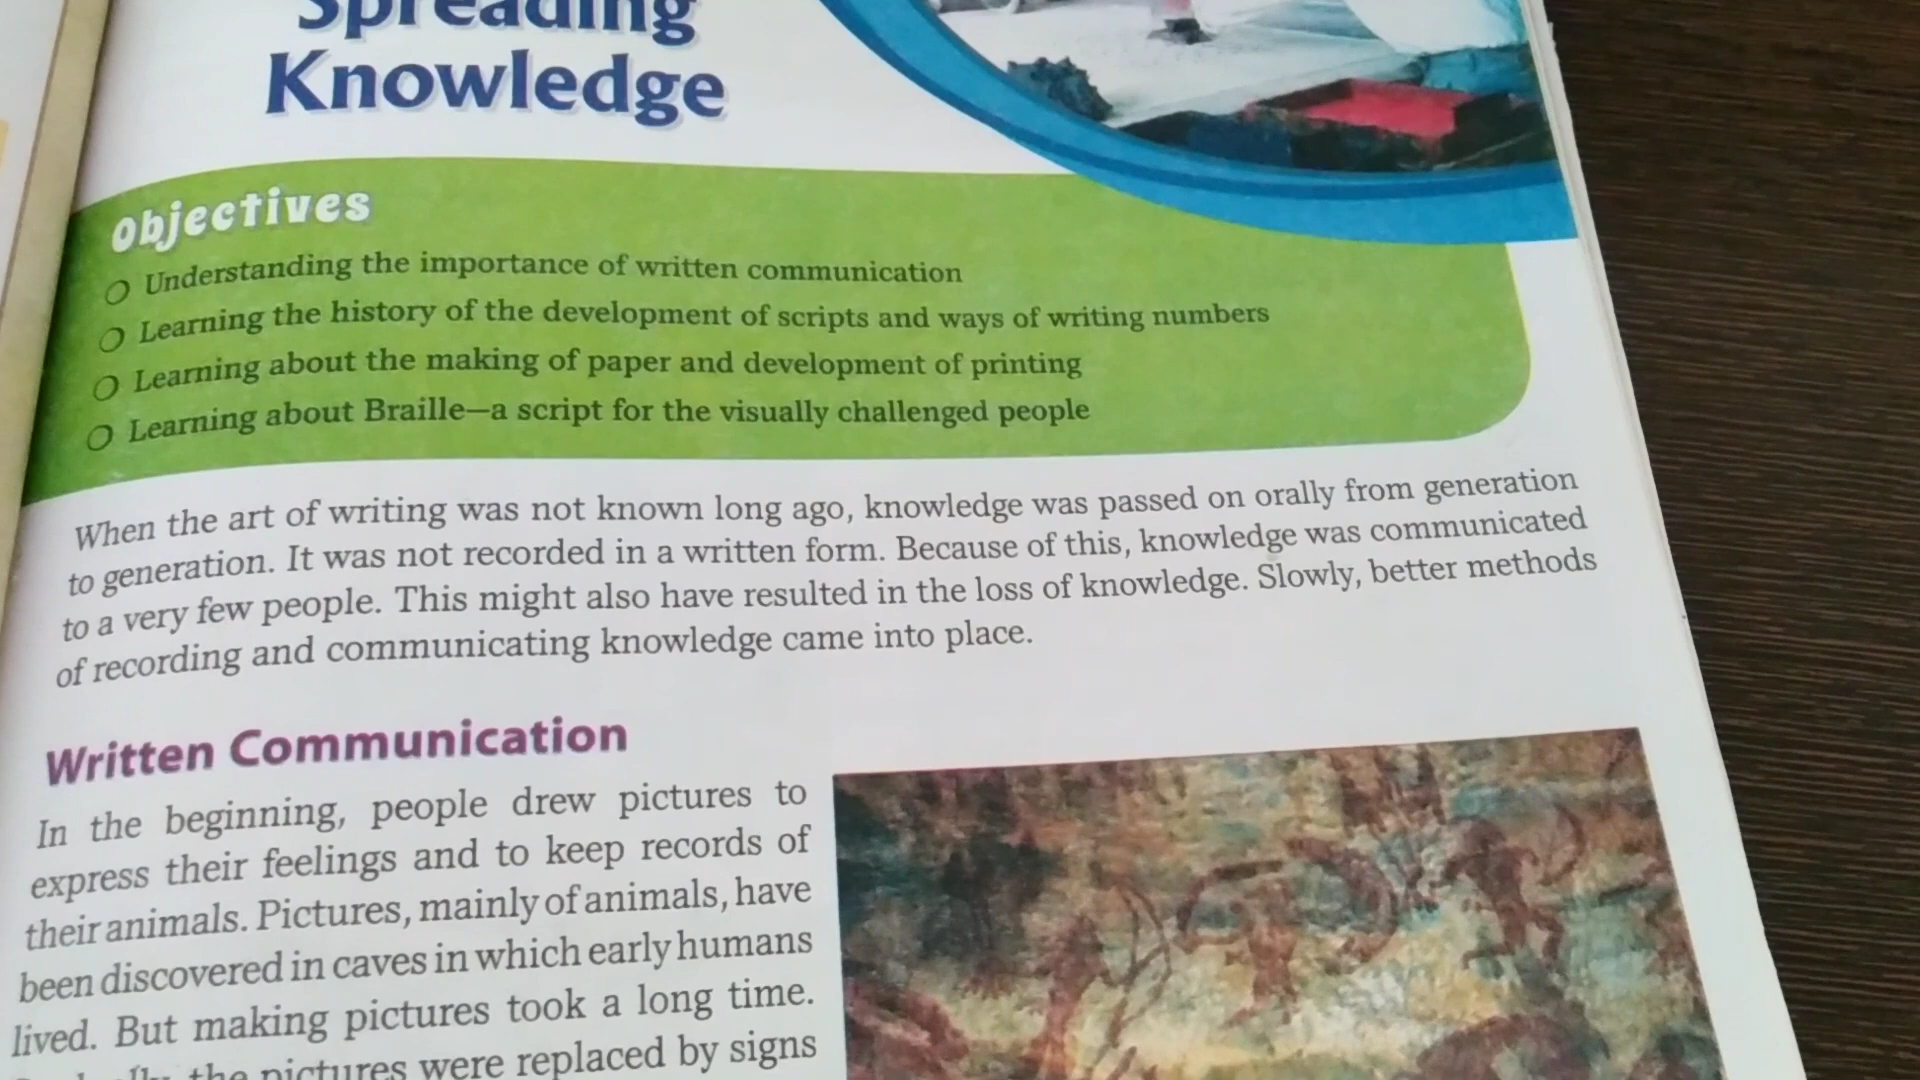 Spreading
Knowledge
Objectives
Understanding the importance of written communication
Learning the history of the development of scripts and ways of writing numbers
Learning about the making of paper and development of printing
Learning about Braille—a script for the visually challenged people
When the art of writing was not known long ago, knowledge was passed on orally from generation
to generation. It was not recorded in a written form. Because of this, knowledge was communicated
to a very few people. This might also have resulted in the loss of knowledge. Slowly, better methods
of recording and communicating knowledge came into place.
Written Communication
In the beginning, people drew pictures to
express their feelings and to keep records of
their animals. Pictures, mainly of animals, have
been discovered in caves in which early humans
lived. But making pictures took a long time.
the pictures were replaced by signs